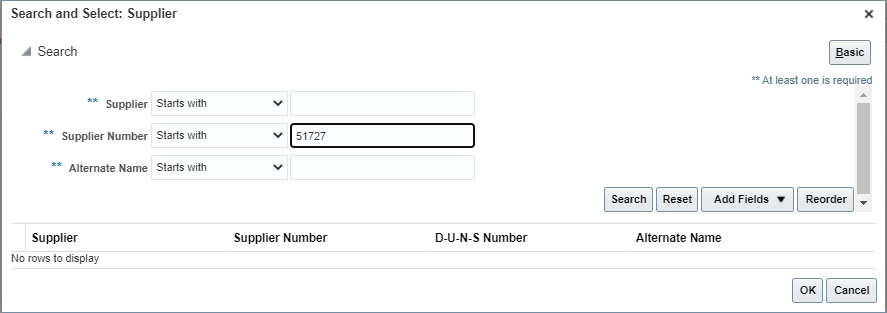 Search and Select: Supplier ×
Search
Basic
** At least one is required
** Supplier Starts with
** Supplier Number Starts with 51727
** Alternate Name Starts with
Search Reset Add Fields Reorder
Supplier Supplier Number D-U-N-S Number Alternate Name
No rows to display
OK Cancel